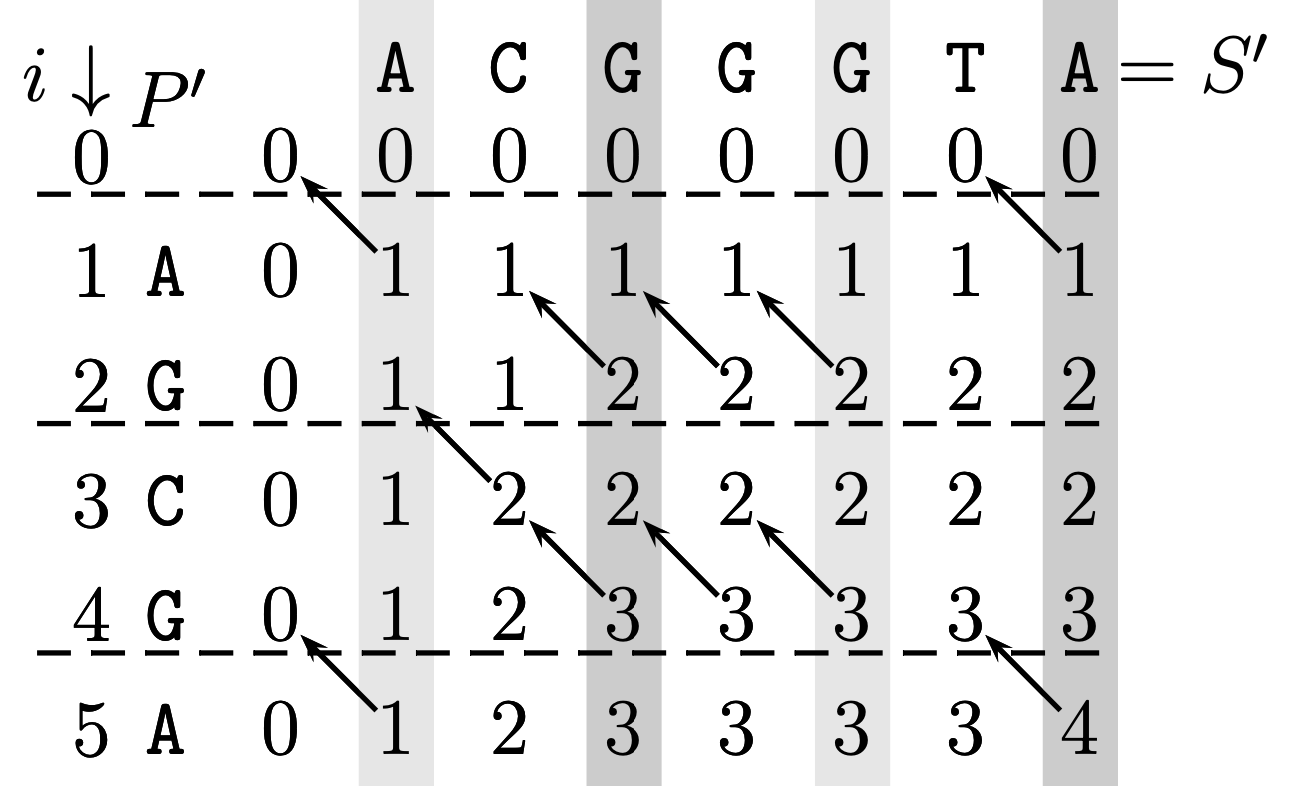 i ↓ P′ A C G G G T A = S′
0 0 0 0 0 0 0 0 0
1 A 0 1 1 1 1 1 1 1
2 G 0 1 1 2 2 2 2 2
3 C 0 1 2 2 2 2 2 2
4 G 0 1 2 3 3 3 3 3
5 A 0 1 2 3 3 3 3 4